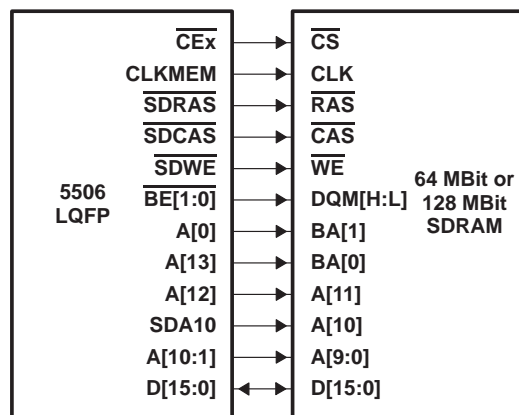 CEx CS
CLKMEM CLK
SDRAS RAS
SDCAS CAS
SDWE WE
5506
LQFP
BE[1:0] DQM[H:L]
64 MBit or
128 MBit
SDRAM
A[0] BA[1]
A[13] BA[0]
A[12] A[11]
SDA10 A[10]
A[10:1] A[9:0]
D[15:0] D[15:0]